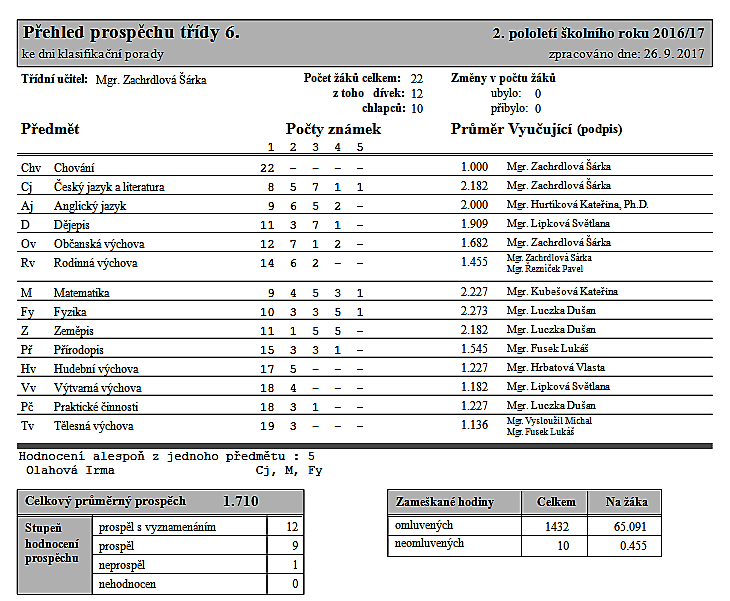 Přehled prospěchu třídy 6. 2. pololetí školního roku 2016/17
ke dni klasifikační porady zpracováno dne: 26. 9. 2017
Třídní učitel: Mgr. Zachrdlová Šárka Počet žáků celkem: 22 Změny v počtu žáků
z toho dívek: 12 ubylo: 0
chlapců: 10 přibylo: 0
Předmět Počty známek Průměr Vyučující (podpis)
1 2 3 4 5
Chv Chování 22 – – – – 1.000 Mgr. Zachrdlová Šárka
Cj Český jazyk a literatura 8 5 7 1 1 2.182 Mgr. Zachrdlová Šárka
Aj Anglický jazyk 9 6 5 2 – 2.000 Mgr. Hurtíková Kateřina, Ph.D.
D Dějepis 11 3 7 1 – 1.909 Mgr. Lipková Světlana
Ov Občanská výchova 12 7 1 2 – 1.682 Mgr. Zachrdlová Šárka
Rv Rodinná výchova 14 6 2 – – 1.455 Mgr. Zachrdlová Šárka
Mgr. Řezníček Pavel
M Matematika 9 4 5 3 1 2.227 Mgr. Kubešová Kateřina
Fy Fyzika 10 3 3 5 1 2.273 Mgr. Luczka Dušan
Z Zeměpis 11 1 5 5 – 2.182 Mgr. Luczka Dušan
Př Přírodopis 15 3 3 1 – 1.545 Mgr. Fusek Lukáš
Hv Hudební výchova 17 5 – – – 1.227 Mgr. Hrbatová Vlasta
Vv Výtvarná výchova 18 4 – – – 1.182 Mgr. Lipková Světlana
Pč Praktické činnosti 18 3 1 – – 1.227 Mgr. Luczka Dušan
Tv Tělesná výchova 19 3 – – – 1.136 Mgr. Vysloužil Michal
Mgr. Fusek Lukáš
Hodnocení alespoň z jednoho předmětu : 5
Olahová Irma Cj, M, Fy
Celkový průměrný prospěch 1.710
Stupeň hodnocení prospěchu
prospěl s vyznamenáním 12
prospěl 9
neprospěl 1
nehodnocen 0
Zameškané hodiny Celkem Na žáka
omluvených 1432 65.091
neomluvených 10 0.455